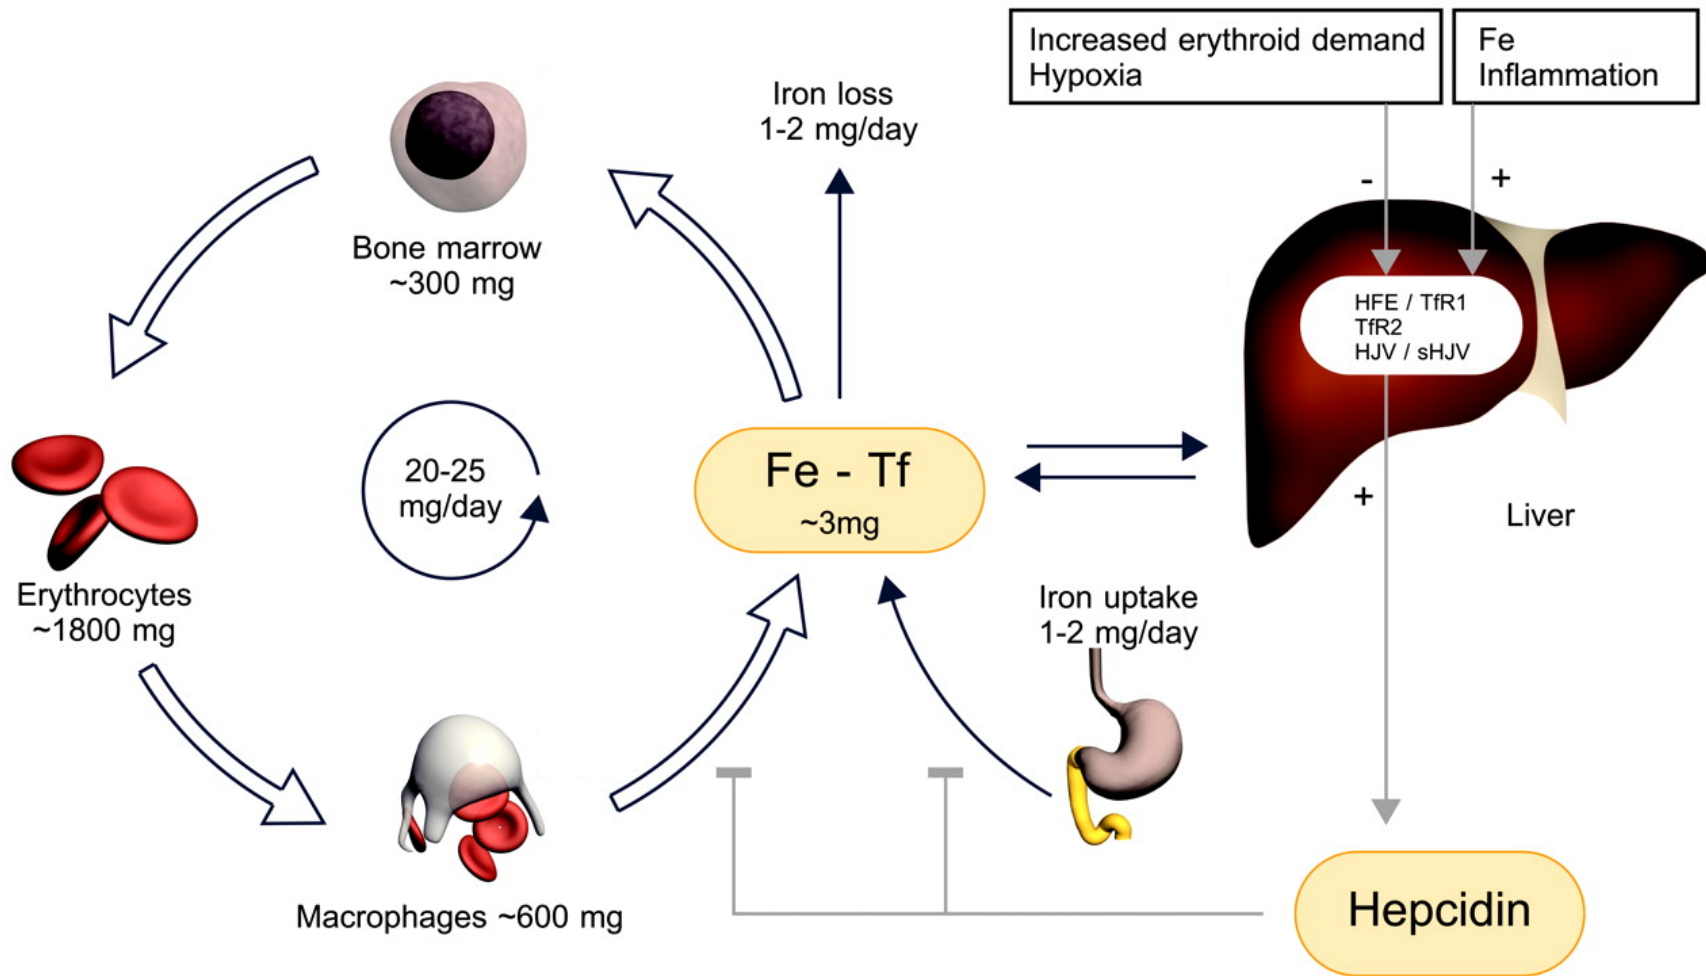 Increased erythroid demand
Hypoxia
Fe
Inflammation
Iron loss
1-2 mg/day
-
+
Bone marrow
~300 mg
HFE / TfR1
TfR2
HJV / sHJV
20-25
mg/day
Fe - Tf
~3mg
+
Liver
Erythrocytes
~1800 mg
Iron uptake
1-2 mg/day
Macrophages ~600 mg
Hepcidin